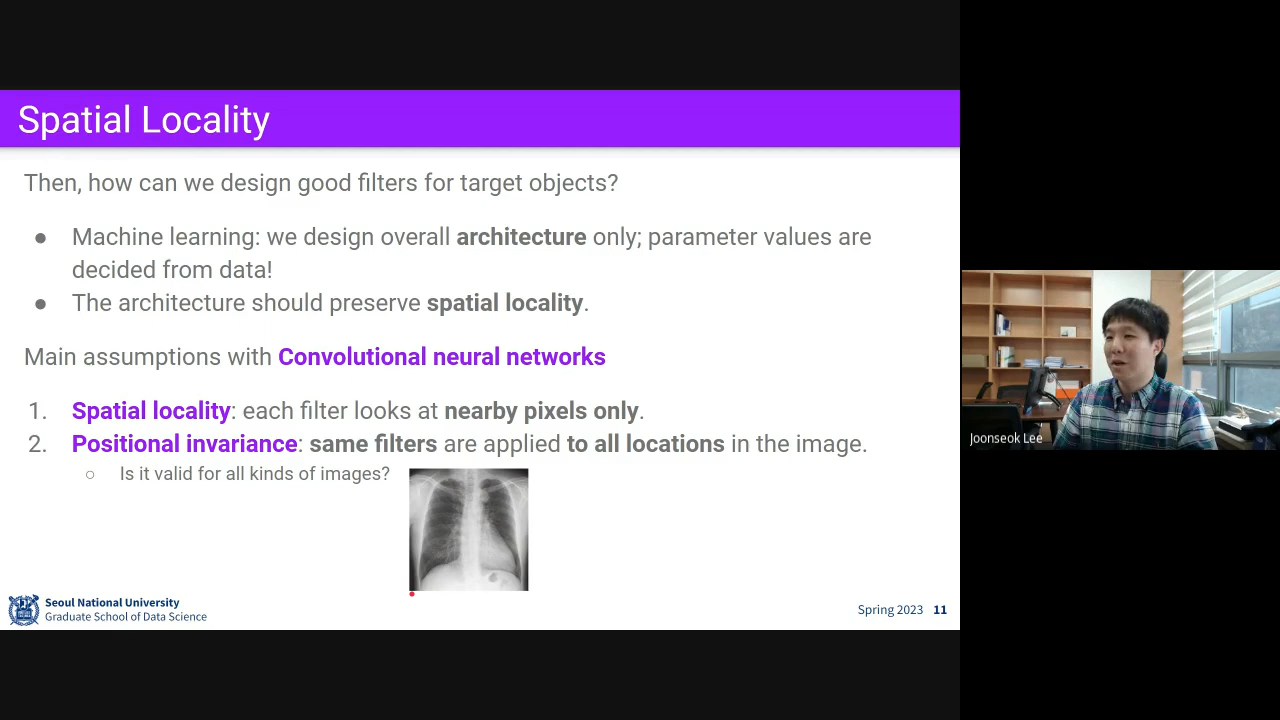 Spatial Locality
Then, how can we design good filters for target objects?
● Machine learning: we design overall architecture only; parameter values are
decided from data!
● The architecture should preserve spatial locality.
Main assumptions with Convolutional neural networks
1. Spatial locality: each filter looks at nearby pixels only.
2. Positional invariance: same filters are applied to all locations in the image.
○ Is it valid for all kinds of images?
Seoul National University
Graduate School of Data Science
Spring 2023 11
Joonseok Lee